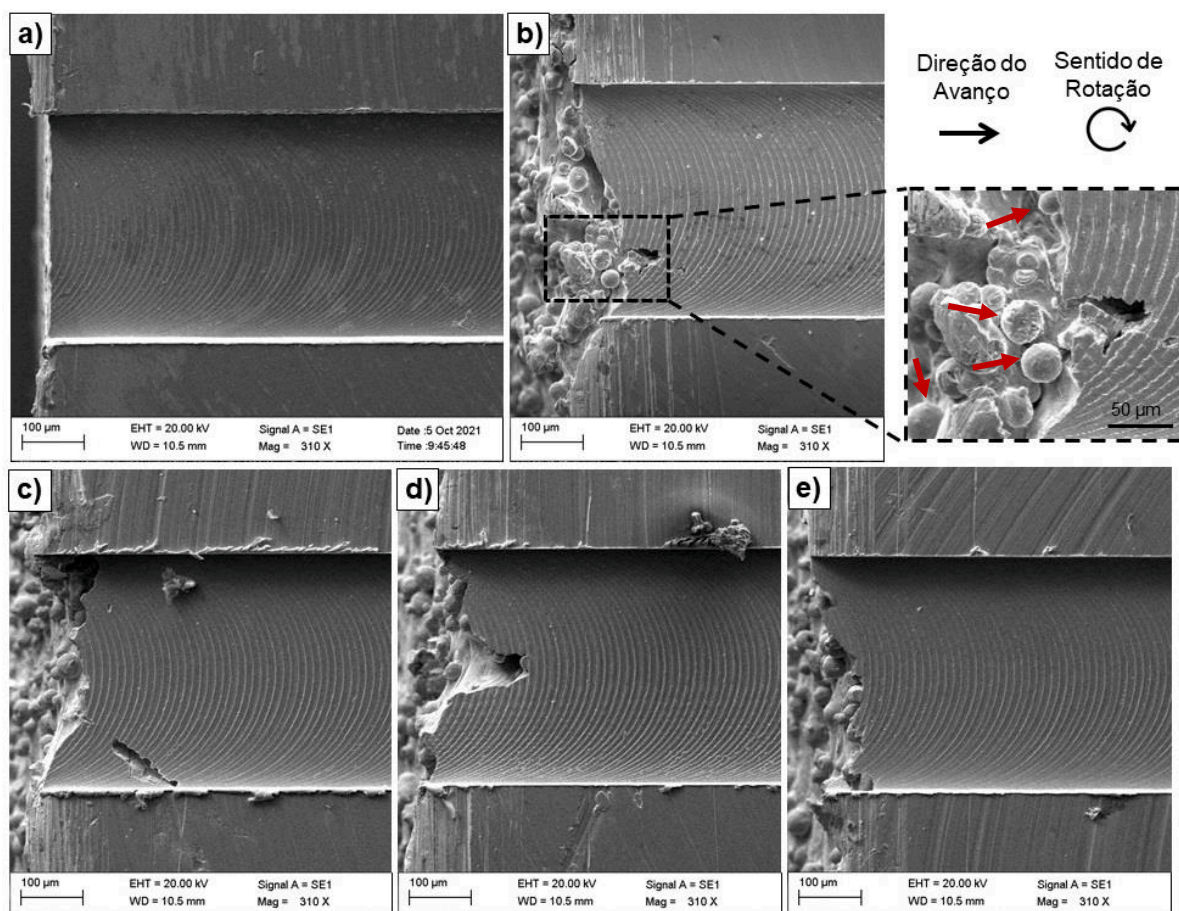 a)
100 µm
EHT = 20.00 kV
Signal A = SE1
Date :5 Oct 2021
WD = 10.5 mm
Mag = 310 X
Time :9:45:48
b)
100 µm
EHT = 20.00 kV
Signal A = SE1
WD = 10.5 mm
Mag = 310 X
Direção do
Avanço
Sentido de
Rotação
50 µm
c)
100 µm
EHT = 20.00 kV
Signal A = SE1
WD = 10.5 mm
Mag = 310 X
d)
100 µm
EHT = 20.00 kV
Signal A = SE1
WD = 10.5 mm
Mag = 310 X
e)
100 µm
EHT = 20.00 kV
Signal A = SE1
WD = 10.5 mm
Mag = 310 X